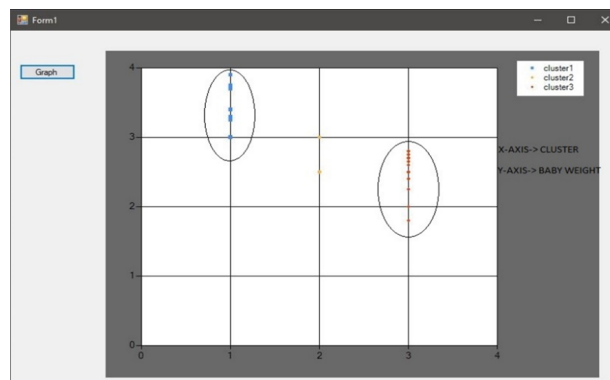 Form1
Graph
cluster1
cluster2
cluster3
X-AXIS-> CLUSTER
Y-AXIS-> BABY WEIGHT
4
3
2
1
0
0 1 2 3 4